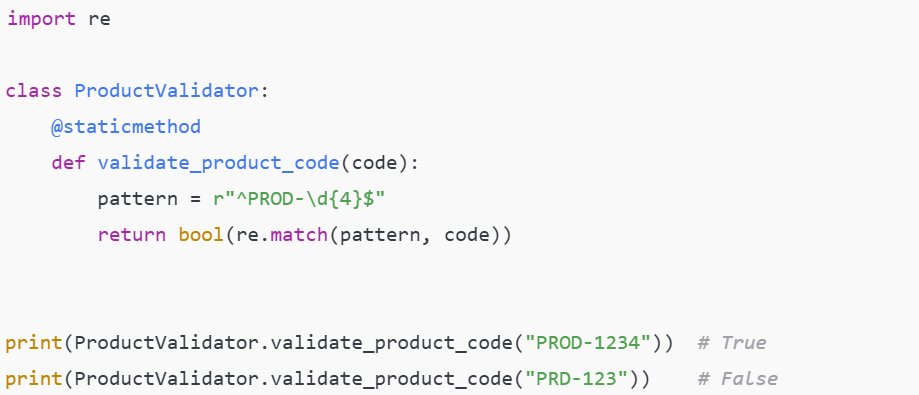 import re

class ProductValidator:
    @staticmethod
    def validate_product_code(code):
        pattern = r"^PROD-\d{4}$"
        return bool(re.match(pattern, code))


print(ProductValidator.validate_product_code("PROD-1234"))  # True
print(ProductValidator.validate_product_code("PRD-123"))    # False